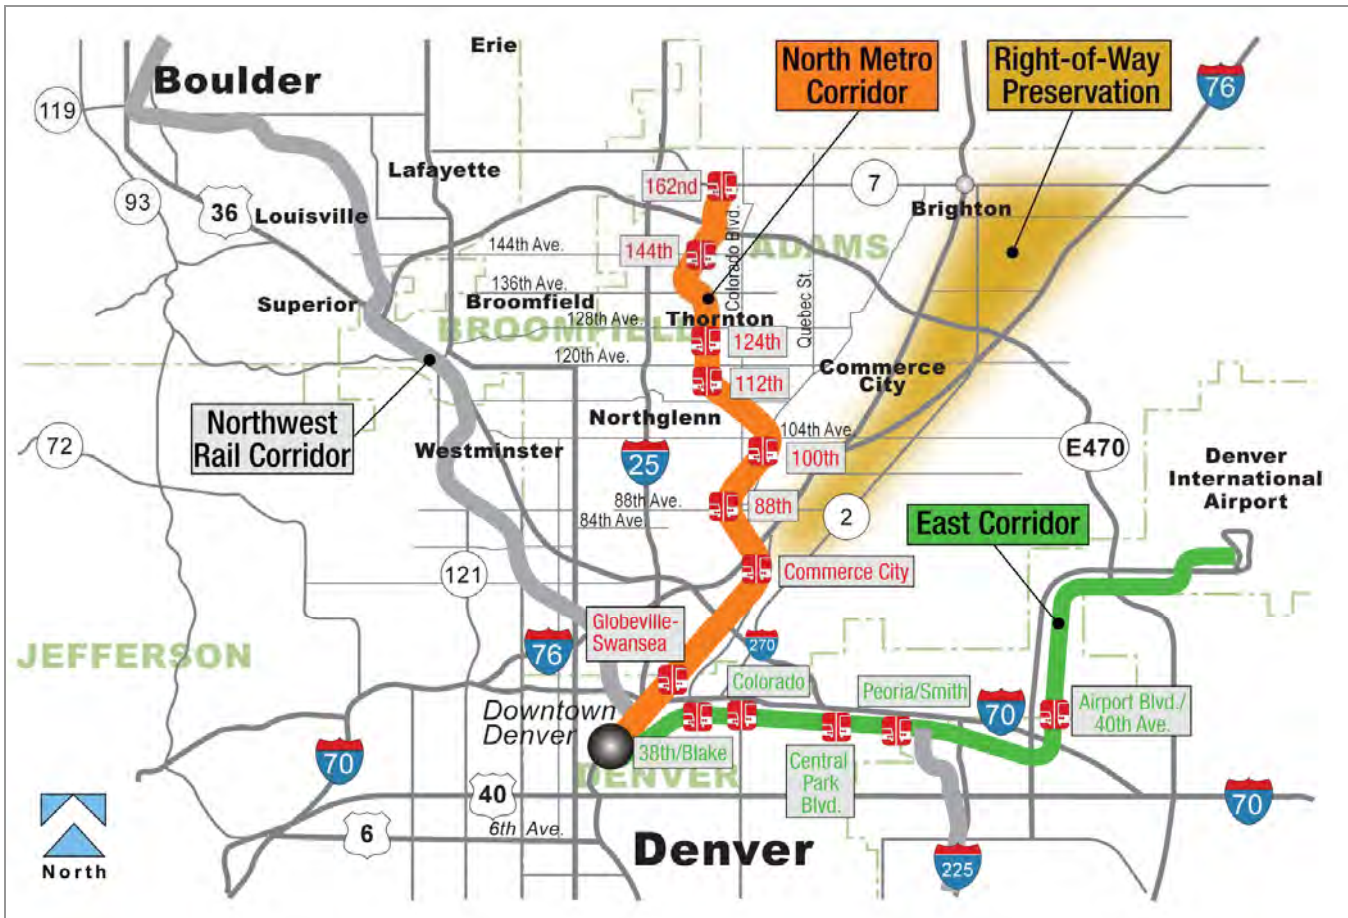 Erie
Boulder
North Metro
Corridor
Right-of-Way
Preservation
76
119
Lafayette
162nd
7
93
36
Louisville
Brighton
Colorado Blvd.
144th Ave.
144th
ADAMS
136th Ave.
Quebec St.
Superior
Broomfield
128th Ave.
Thornton
BROOMFIELD
124th
120th Ave.
Commerce
City
112th
Northwest
Rail Corridor
Northglenn
104th Ave.
72
Westminster
25
100th
E470
Denver
International
Airport
88th Ave.
88th
84th Ave.
2
East Corridor
121
Commerce City
Globeville-
Swansea
JEFFERSON
76
270
Colorado
Peoria/Smith
Downtown
Denver
70
Airport Blvd./
40th Ave.
70
38th/Blake
DENVER
Central
Park
Blvd.
40
70
6
6th Ave.
Denver
225
North